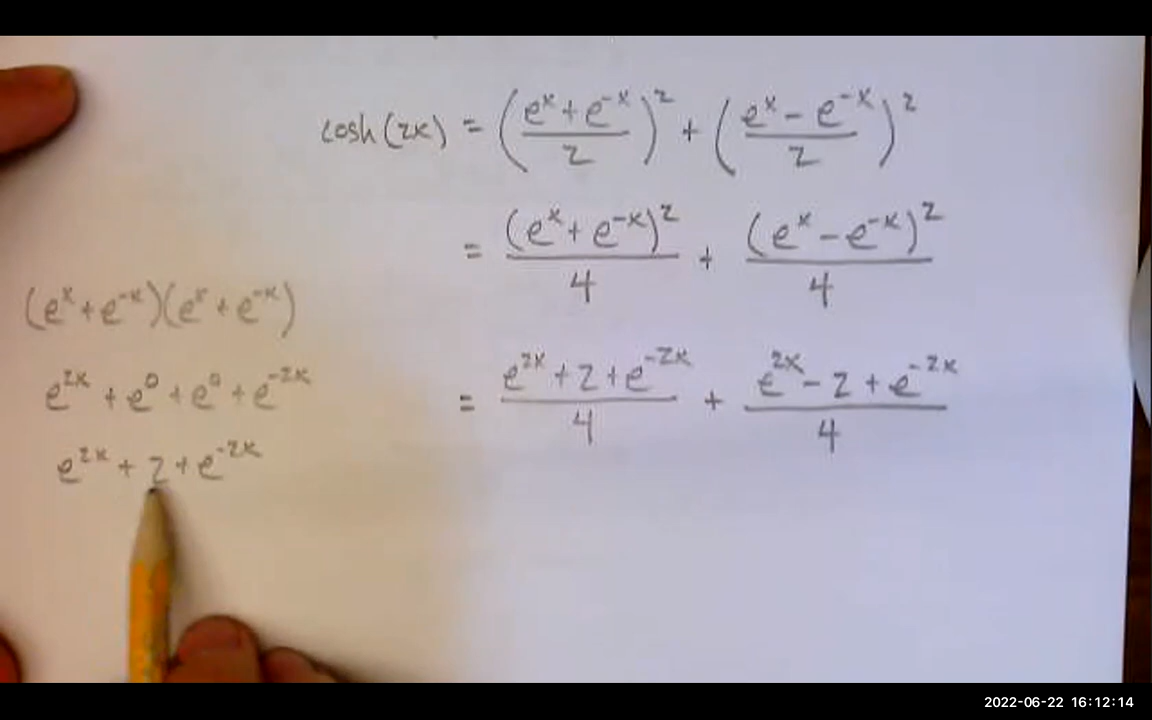 cosh(2x) = ((e^x + e^-x)/2)^2 + ((e^x - e^-x)/2)^2
= (e^x + e^-x)^2/4 + (e^x - e^-x)^2/4
(e^x + e^-x)(e^x + e^-x)
e^2x + e^0 + e^0 + e^-2x
= (e^2x + 2 + e^-2x)/4 + (e^2x - 2 + e^-2x)/4
e^2x + 2 + e^-2x
2022-06-22 16:12:14